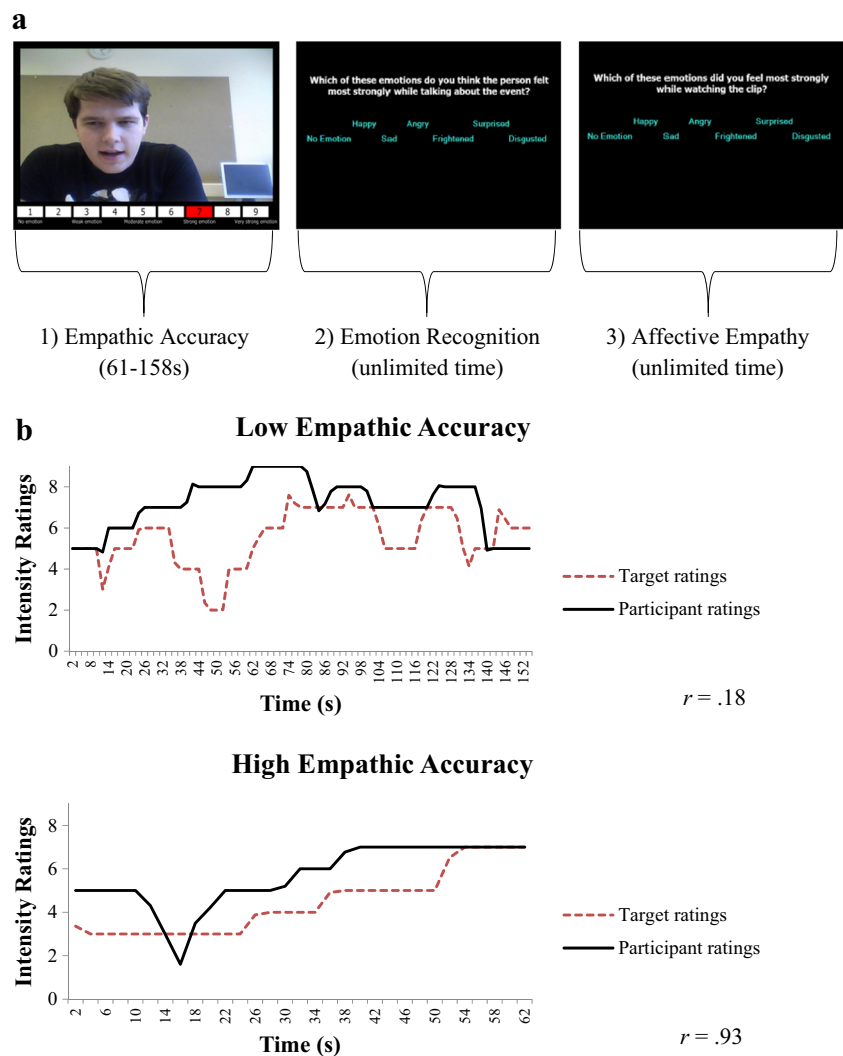 a
Which of these emotions do you think the person felt
most strongly while talking about the event?
Happy Angry Surprised
No Emotion Sad Frightened Disgusted
Which of these emotions did you feel most strongly
while watching the clip?
Happy Angry Surprised
No Emotion Sad Frightened Disgusted
1 2 3 4 5 6 7 8 9
No emotion Weak emotion Moderate emotion Strong emotion Very strong emotion
1) Empathic Accuracy
(61-158s)
2) Emotion Recognition
(unlimited time)
3) Affective Empathy
(unlimited time)
b
Low Empathic Accuracy
Intensity Ratings
8
6
4
2
0
2 8 14 20 26 32 38 44 50 56 62 68 74 80 86 92 98 104 110 116 122 128 134 140 146 152
Time (s)
Target ratings
Participant ratings
r = .18
High Empathic Accuracy
Intensity Ratings
8
6
4
2
0
2 6 10 14 18 22 26 30 34 38 42 46 50 54 58 62
Time (s)
Target ratings
Participant ratings
r = .93